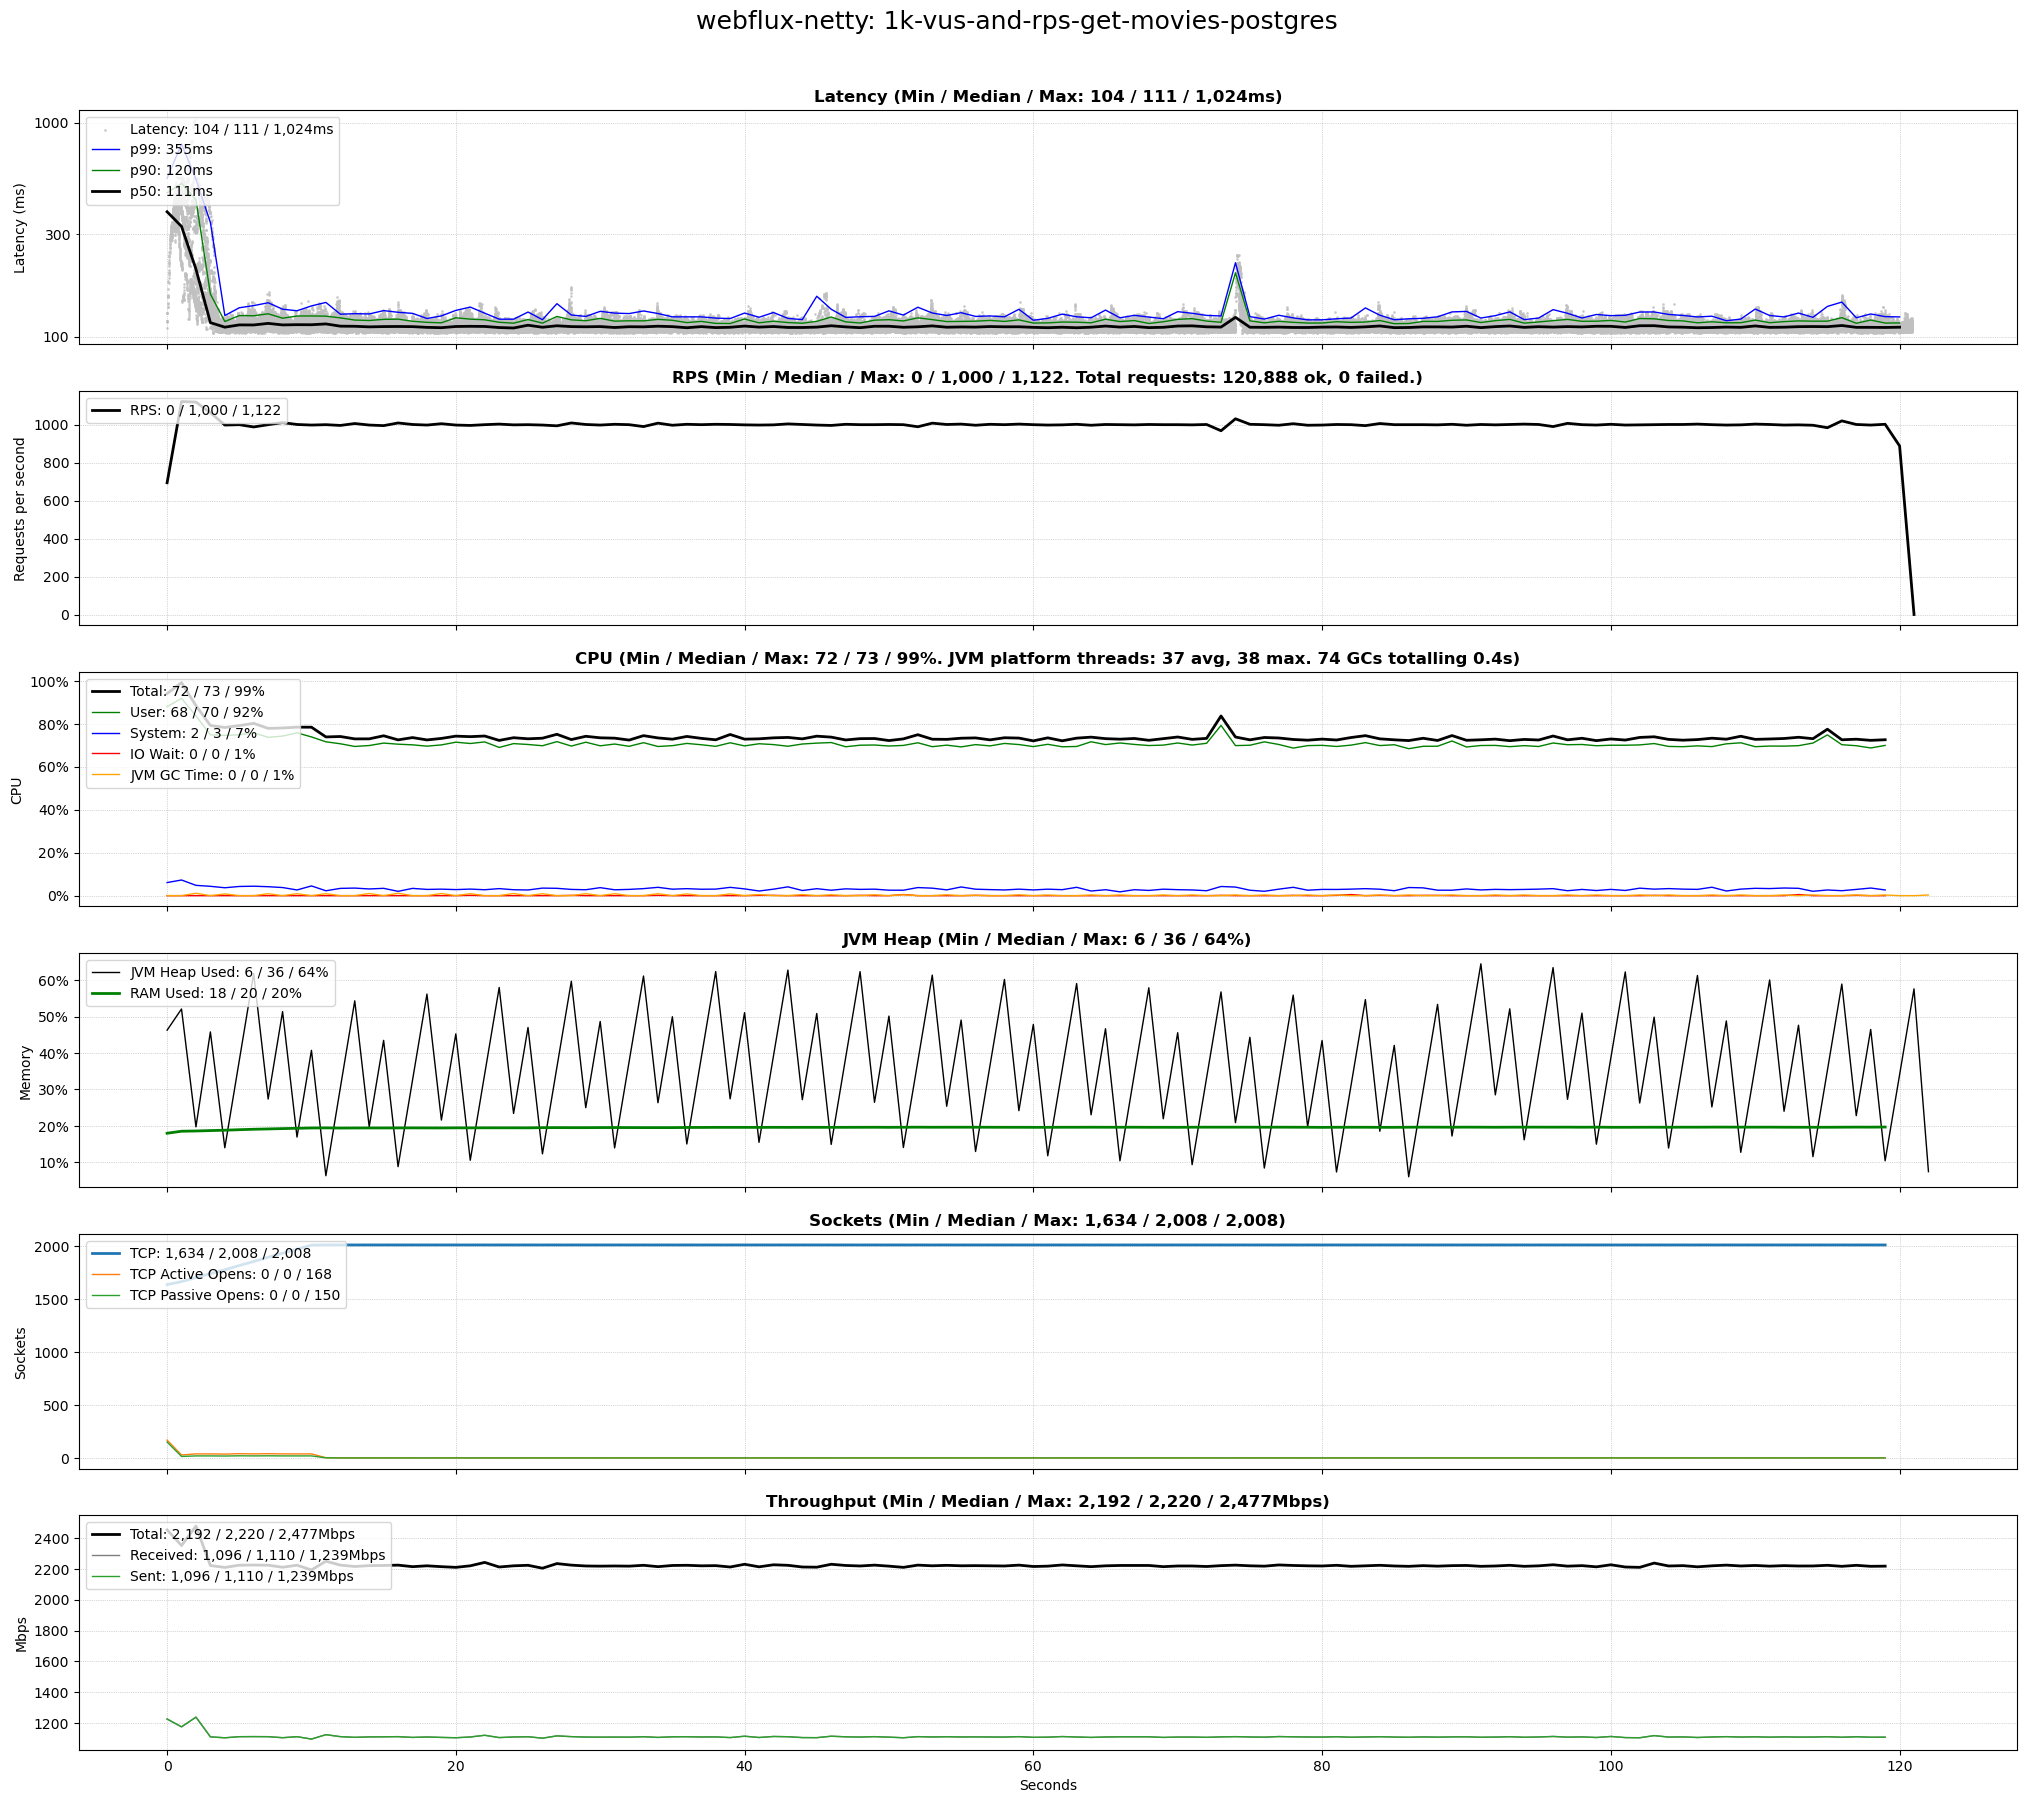 webflux-netty: 1k-vus-and-rps-get-movies-postgres
Latency (Min / Median / Max: 104 / 111 / 1,024ms)
Latency (ms)
1000
300
100
Latency: 104 / 111 / 1,024ms
p99: 355ms
p90: 120ms
p50: 111ms
RPS (Min / Median / Max: 0 / 1,000 / 1,122. Total requests: 120,888 ok, 0 failed.)
Requests per second
1000
800
600
400
200
0
RPS: 0 / 1,000 / 1,122
CPU (Min / Median / Max: 72 / 73 / 99%. JVM platform threads: 37 avg, 38 max. 74 GCs totalling 0.4s)
CPU
100%
80%
60%
40%
20%
0%
Total: 72 / 73 / 99%
User: 68 / 70 / 92%
System: 2 / 3 / 7%
IO Wait: 0 / 0 / 1%
JVM GC Time: 0 / 0 / 1%
JVM Heap (Min / Median / Max: 6 / 36 / 64%)
Memory
60%
50%
40%
30%
20%
10%
JVM Heap Used: 6 / 36 / 64%
RAM Used: 18 / 20 / 20%
Sockets (Min / Median / Max: 1,634 / 2,008 / 2,008)
Sockets
2000
1500
1000
500
0
TCP: 1,634 / 2,008 / 2,008
TCP Active Opens: 0 / 0 / 168
TCP Passive Opens: 0 / 0 / 150
Throughput (Min / Median / Max: 2,192 / 2,220 / 2,477Mbps)
Mbps
2400
2200
2000
1800
1600
1400
1200
Total: 2,192 / 2,220 / 2,477Mbps
Received: 1,096 / 1,110 / 1,239Mbps
Sent: 1,096 / 1,110 / 1,239Mbps
0
20
40
60
80
100
120
Seconds